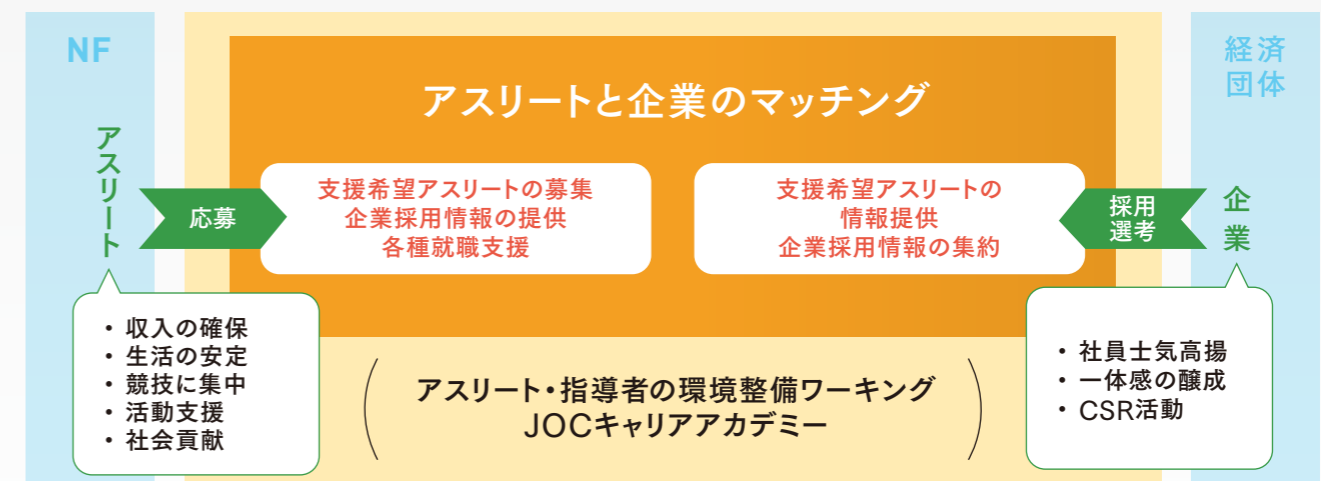 NF
アスリート
応募
・ 収入の確保
・ 生活の安定
・ 競技に集中
・ 活動支援
・ 社会貢献
アスリートと企業のマッチング
支援希望アスリートの募集
企業採用情報の提供
各種就職支援
支援希望アスリートの
情報提供
企業採用情報の集約
(アスリート・指導者の環境整備ワーキング
JOCキャリアアカデミー)
経済
団体
企業
採用
選考
・ 社員士気高揚
・ 一体感の醸成
・ CSR活動